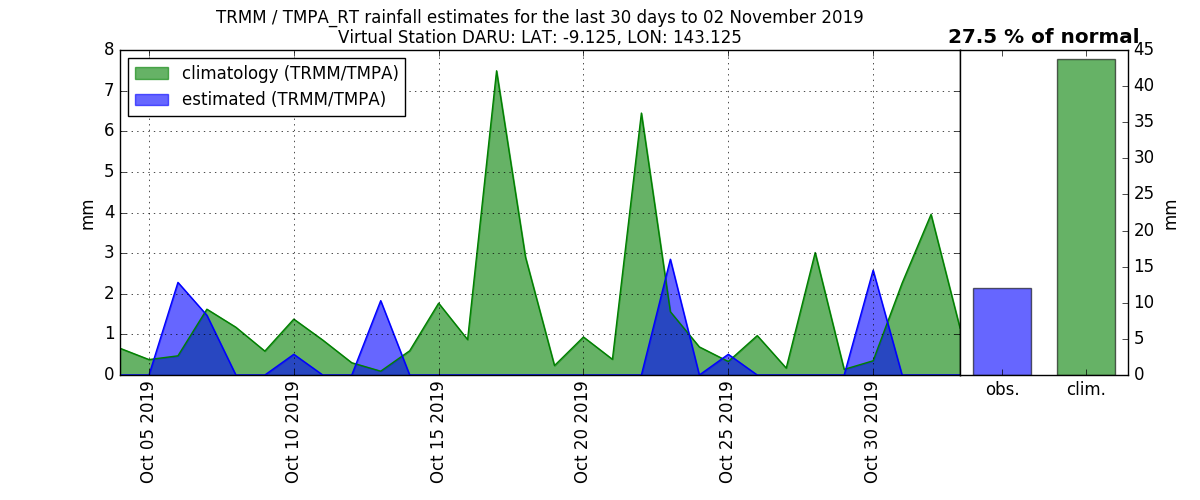 TRMM / TMPA_RT rainfall estimates for the last 30 days to 02 November 2019
Virtual Station DARU: LAT: -9.125, LON: 143.125
27.5 % of normal
climatology (TRMM/TMPA)
estimated (TRMM/TMPA)
8
7
6
5
4
3
2
1
0
mm
Oct 05 2019
Oct 10 2019
Oct 15 2019
Oct 20 2019
Oct 25 2019
Oct 30 2019
obs.
clim.
45
40
35
30
25
20
15
10
5
0
mm